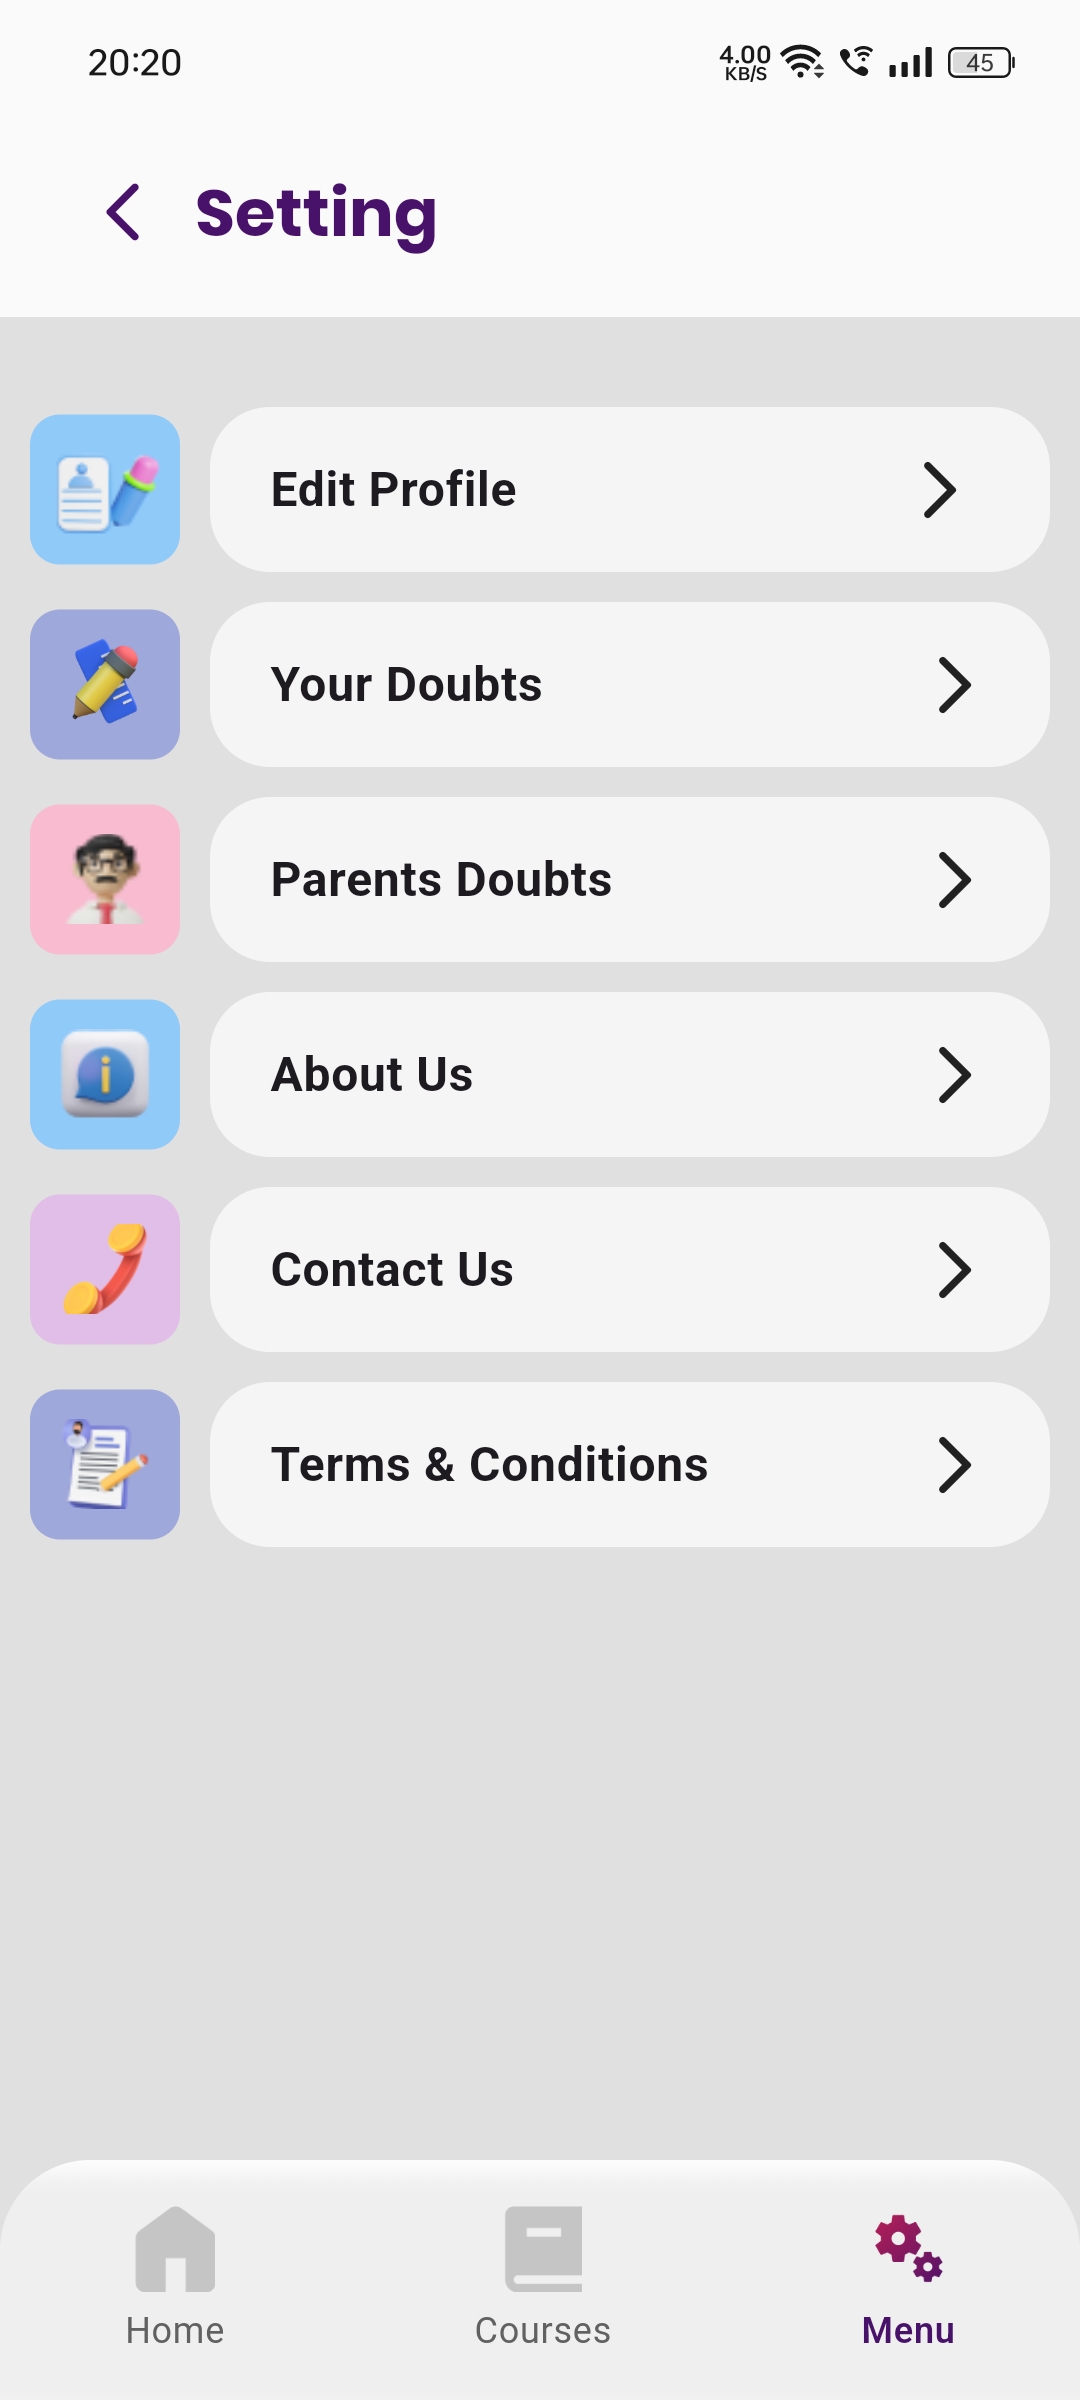 20:20
4.00
KB/S
45
Setting
Edit Profile
Your Doubts
Parents Doubts
About Us
Contact Us
Terms & Conditions
Home
Courses
Menu